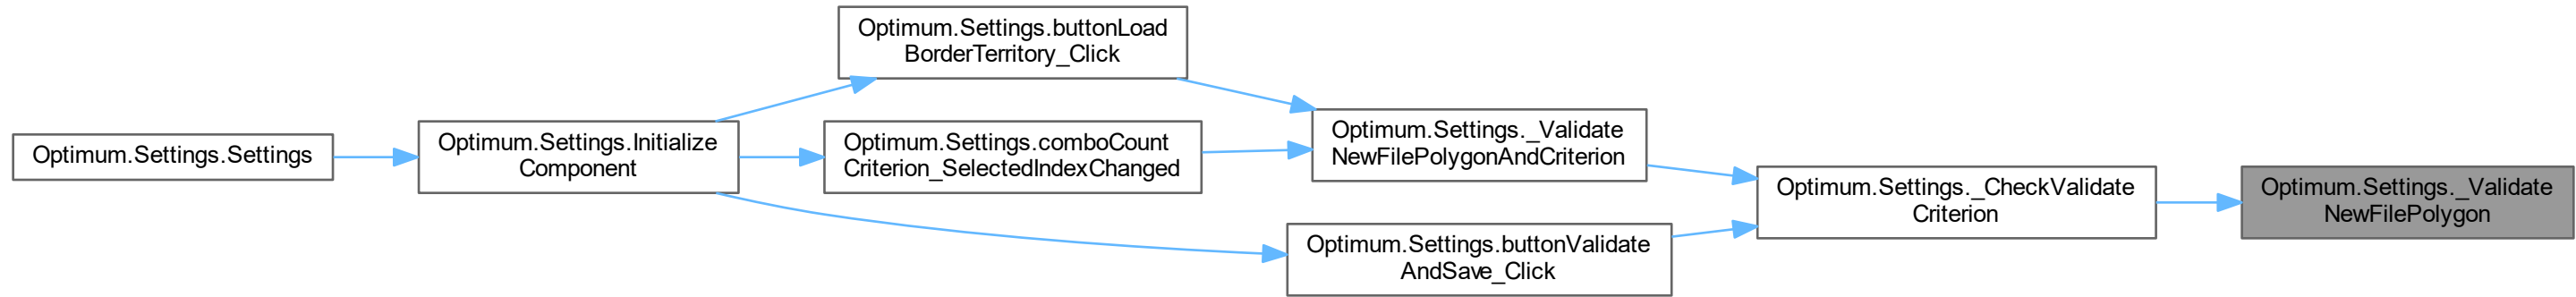 Optimum.Settings.Settings
Optimum.Settings.Initialize
Component
Optimum.Settings.buttonLoad
BorderTerritory_Click
Optimum.Settings.comboCount
Criterion_SelectedIndexChanged
Optimum.Settings._Validate
NewFilePolygonAndCriterion
Optimum.Settings.buttonValidate
AndSave_Click
Optimum.Settings._CheckValidate
Criterion
Optimum.Settings._Validate
NewFilePolygon